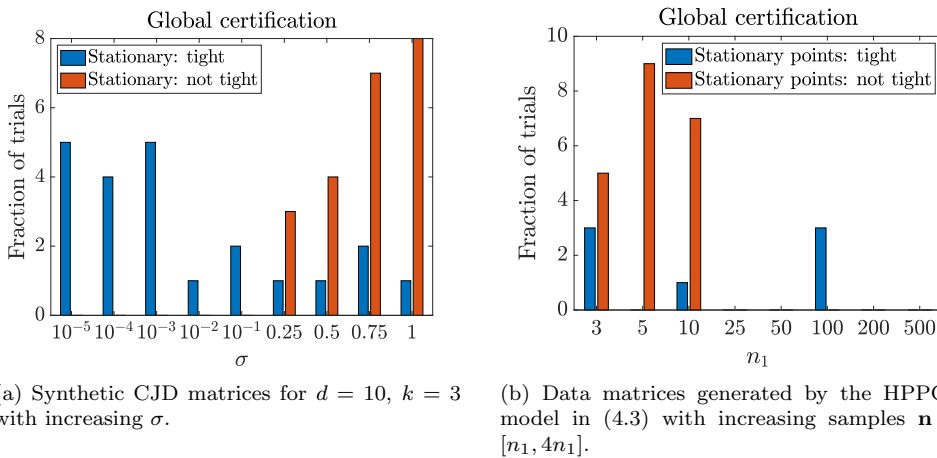 Global certification
Stationary: tight
Stationary: not tight
Fraction of trials
8
6
4
2
0
10⁻⁵ 10⁻⁴ 10⁻³ 10⁻² 10⁻¹ 0.25 0.5 0.75 1
σ
(a) Synthetic CJD matrices for d = 10, k = 3
with increasing σ.
Global certification
Stationary points: tight
Stationary points: not tight
Fraction of trials
10
8
6
4
2
0
3 5 10 25 50 100 200 500
n₁
(b) Data matrices generated by the HPPC
model in (4.3) with increasing samples n
[n₁, 4n₁].